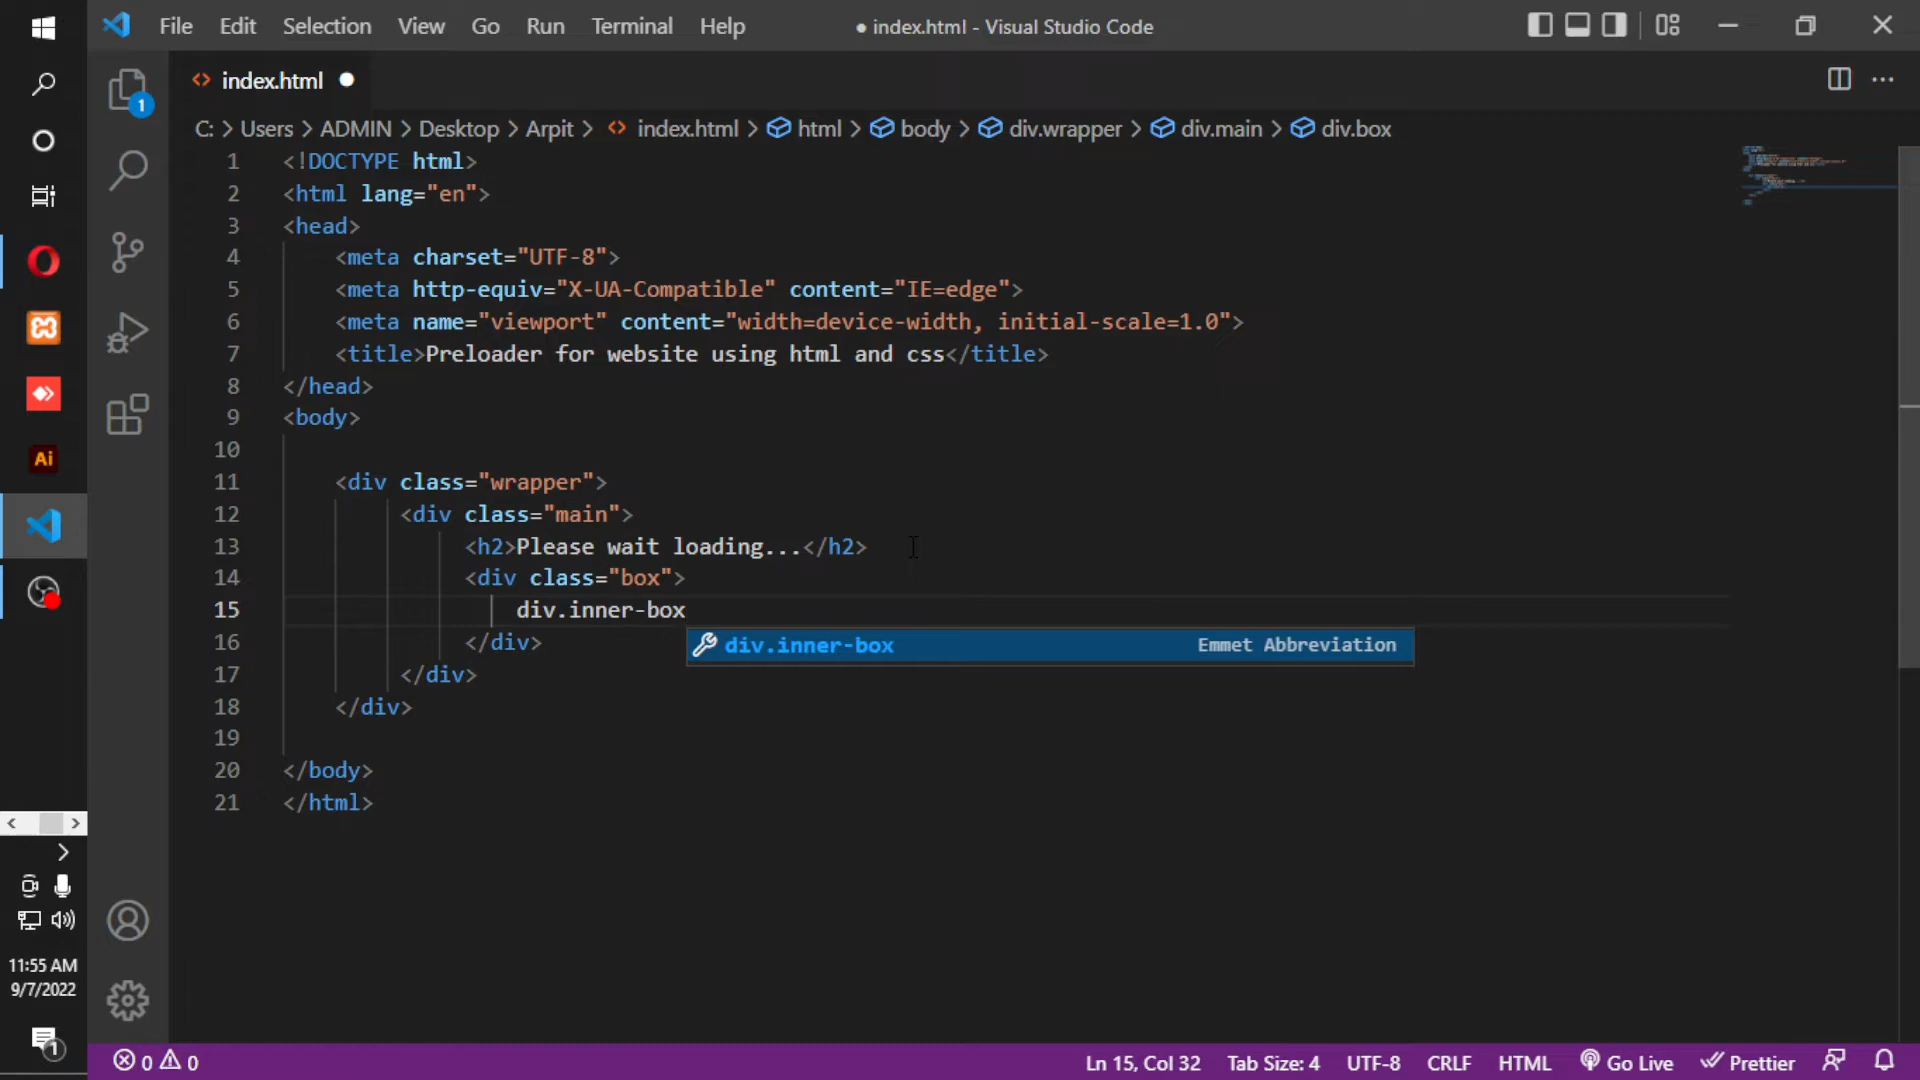 File Edit Selection View Go Run Terminal Help ● index.html - Visual Studio Code
index.html
C: > Users > ADMIN > Desktop > Arpit > index.html > html > body > div.wrapper > div.main > div.box
1 <!DOCTYPE html>
2 <html lang="en">
3 <head>
4 <meta charset="UTF-8">
5 <meta http-equiv="X-UA-Compatible" content="IE=edge">
6 <meta name="viewport" content="width=device-width, initial-scale=1.0">
7 <title>Preloader for website using html and css</title>
8 </head>
9 <body>
10
11 <div class="wrapper">
12 <div class="main">
13 <h2>Please wait loading...</h2>
14 <div class="box">
15 div.inner-box
16 </div>
div.inner-box Emmet Abbreviation
17 </div>
18 </div>
19
20 </body>
21 </html>
1
Ai
11:55 AM
9/7/2022
1
0 0 Ln 15, Col 32 Tab Size: 4 UTF-8 CRLF HTML Go Live Prettier